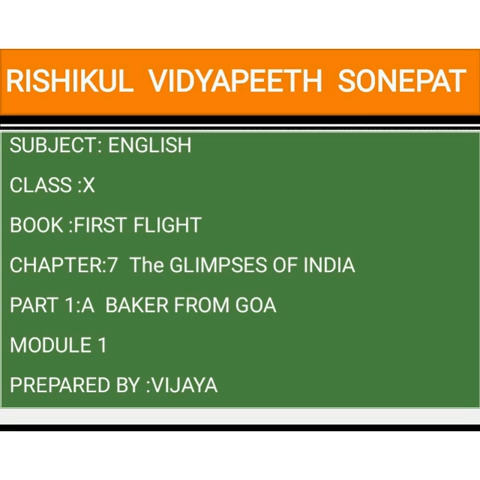 RISHIKUL VIDYAPEETH SONEPAT
SUBJECT: ENGLISH
CLASS :X
BOOK :FIRST FLIGHT
CHAPTER:7 The GLIMPSES OF INDIA
PART 1:A BAKER FROM GOA
MODULE 1
PREPARED BY :VIJAYA